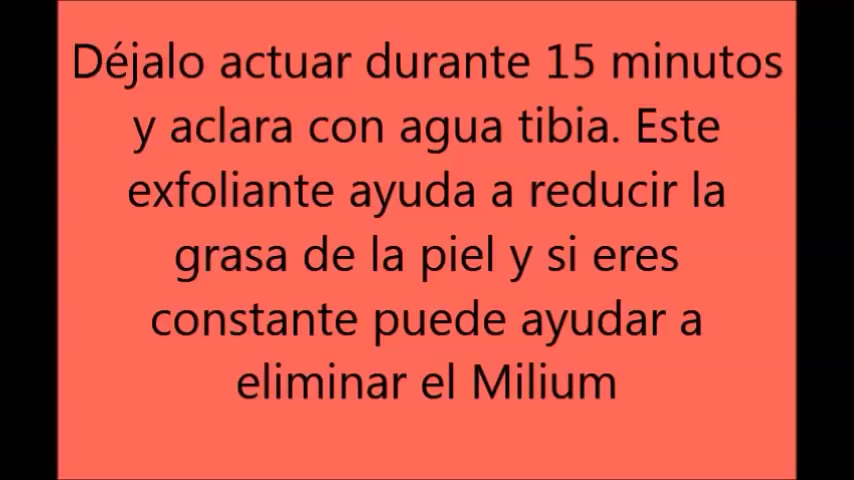 Déjalo actuar durante 15 minutos
y aclara con agua tibia. Este
exfoliante ayuda a reducir la
grasa de la piel y si eres
constante puede ayudar a
eliminar el Milium